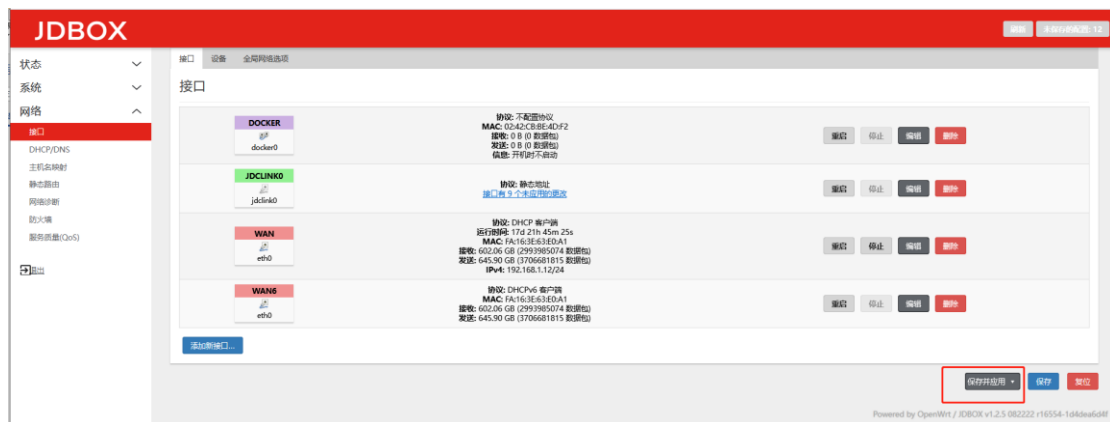 JDBOX
刷新 未保存的配置: 12
状态
系统
网络
接口
DHCP/DNS
主机名映射
静态路由
网络诊断
防火墙
服务质量(QoS)
退出
接口 设备 全局网络选项
接口
DOCKER
docker0
协议: 不配置协议
MAC: 02:42:CB:BE:4D:F2
接收: 0 B (0 数据包)
发送: 0 B (0 数据包)
信息: 开机时不启动
重启 停止 编辑 删除
JDCLINK0
jdclink0
协议: 静态地址
接口有 9 个未应用的更改
重启 停止 编辑 删除
WAN
eth0
协议: DHCP 客户端
运行时间: 17d 21h 45m 25s
MAC: FA:16:3E:63:E0:A1
接收: 602.06 GB (2993985074 数据包)
发送: 645.90 GB (3706681815 数据包)
IPv4: 192.168.1.12/24
重启 停止 编辑 删除
WAN6
eth0
协议: DHCPv6 客户端
MAC: FA:16:3E:63:E0:A1
接收: 602.06 GB (2993985074 数据包)
发送: 645.90 GB (3706681815 数据包)
重启 停止 编辑 删除
添加新接口...
保存并应用 保存 复位
Powered by OpenWrt / JDBOX v1.2.5 082222 r16554-1d4dea6d4f